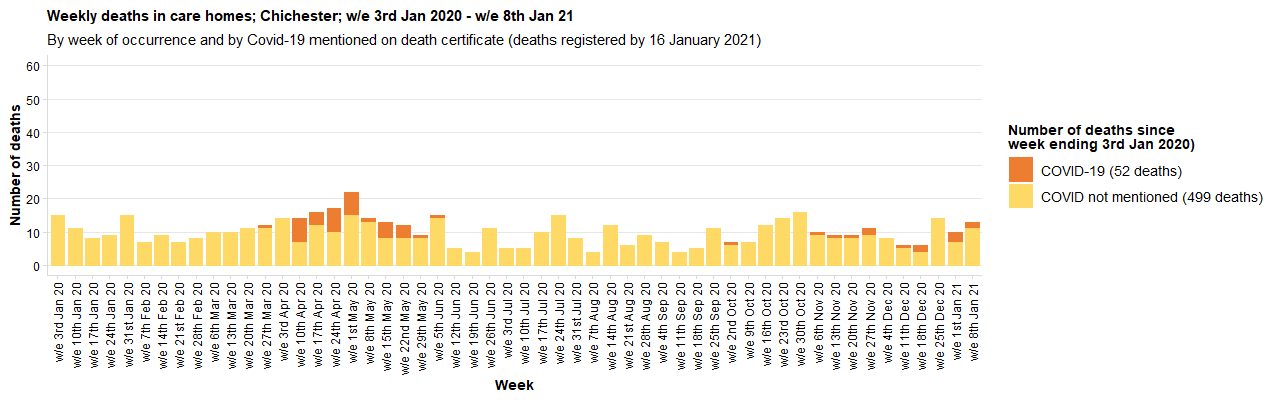 Weekly deaths in care homes; Chichester; w/e 3rd Jan 2020 - w/e 8th Jan 21
By week of occurrence and by Covid-19 mentioned on death certificate (deaths registered by 16 January 2021)
Number of deaths
60
50
40
30
20
10
0
w/e 3rd Jan 20
w/e 10th Jan 20
w/e 17th Jan 20
w/e 24th Jan 20
w/e 31st Jan 20
w/e 7th Feb 20
w/e 14th Feb 20
w/e 21st Feb 20
w/e 28th Feb 20
w/e 6th Mar 20
w/e 13th Mar 20
w/e 20th Mar 20
w/e 27th Mar 20
w/e 3rd Apr 20
w/e 10th Apr 20
w/e 17th Apr 20
w/e 24th Apr 20
w/e 1st May 20
w/e 8th May 20
w/e 15th May 20
w/e 22nd May 20
w/e 29th May 20
w/e 5th Jun 20
w/e 12th Jun 20
w/e 19th Jun 20
w/e 26th Jun 20
w/e 3rd Jul 20
w/e 10th Jul 20
w/e 17th Jul 20
w/e 24th Jul 20
w/e 31st Jul 20
w/e 7th Aug 20
w/e 14th Aug 20
w/e 21st Aug 20
w/e 28th Aug 20
w/e 4th Sep 20
w/e 11th Sep 20
w/e 18th Sep 20
w/e 25th Sep 20
w/e 2nd Oct 20
w/e 9th Oct 20
w/e 16th Oct 20
w/e 23rd Oct 20
w/e 30th Oct 20
w/e 6th Nov 20
w/e 13th Nov 20
w/e 20th Nov 20
w/e 27th Nov 20
w/e 4th Dec 20
w/e 11th Dec 20
w/e 18th Dec 20
w/e 25th Dec 20
w/e 1st Jan 21
w/e 8th Jan 21
Week
Number of deaths since
week ending 3rd Jan 2020)
COVID-19 (52 deaths)
COVID not mentioned (499 deaths)